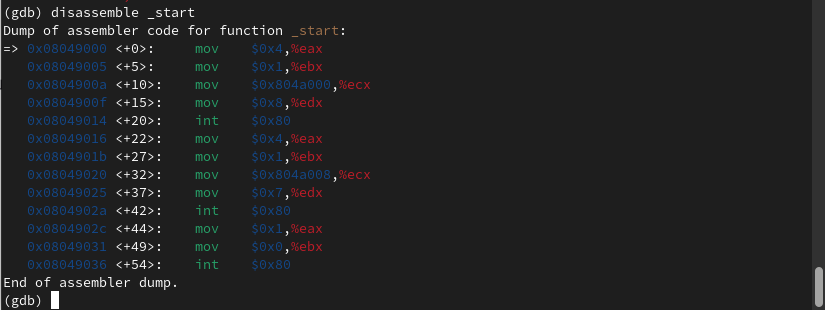 (gdb) disassemble _start
Dump of assembler code for function _start:
=> 0x08049000 <+0>:     mov    $0x4,%eax
   0x08049005 <+5>:     mov    $0x1,%ebx
   0x0804900a <+10>:    mov    $0x804a000,%ecx
   0x0804900f <+15>:    mov    $0x8,%edx
   0x08049014 <+20>:    int    $0x80
   0x08049016 <+22>:    mov    $0x4,%eax
   0x0804901b <+27>:    mov    $0x1,%ebx
   0x08049020 <+32>:    mov    $0x804a008,%ecx
   0x08049025 <+37>:    mov    $0x7,%edx
   0x0804902a <+42>:    int    $0x80
   0x0804902c <+44>:    mov    $0x1,%eax
   0x08049031 <+49>:    mov    $0x0,%ebx
   0x08049036 <+54>:    int    $0x80
End of assembler dump.
(gdb)